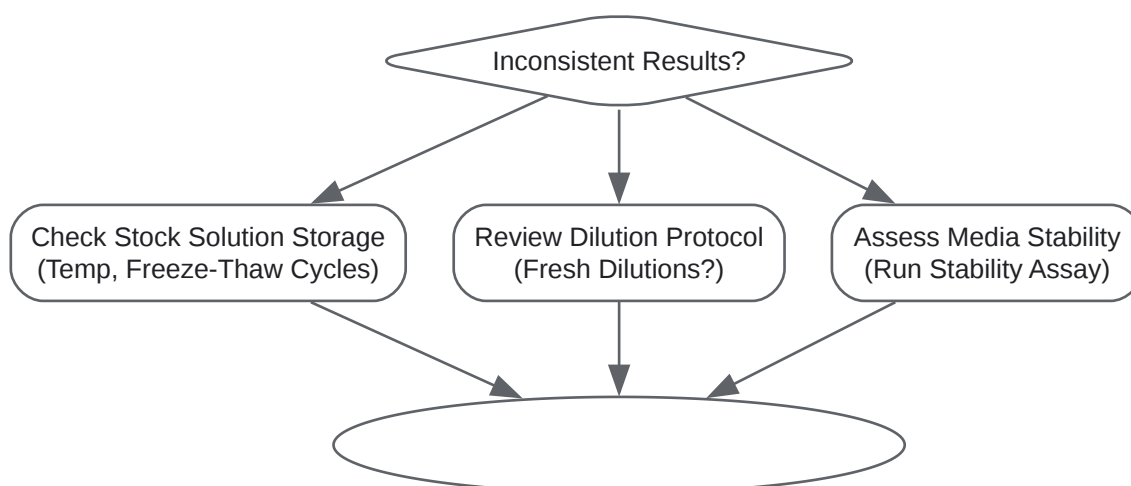 Inconsistent Results?
Check Stock Solution Storage
(Temp, Freeze-Thaw Cycles)
Review Dilution Protocol
(Fresh Dilutions?)
Assess Media Stability
(Run Stability Assay)